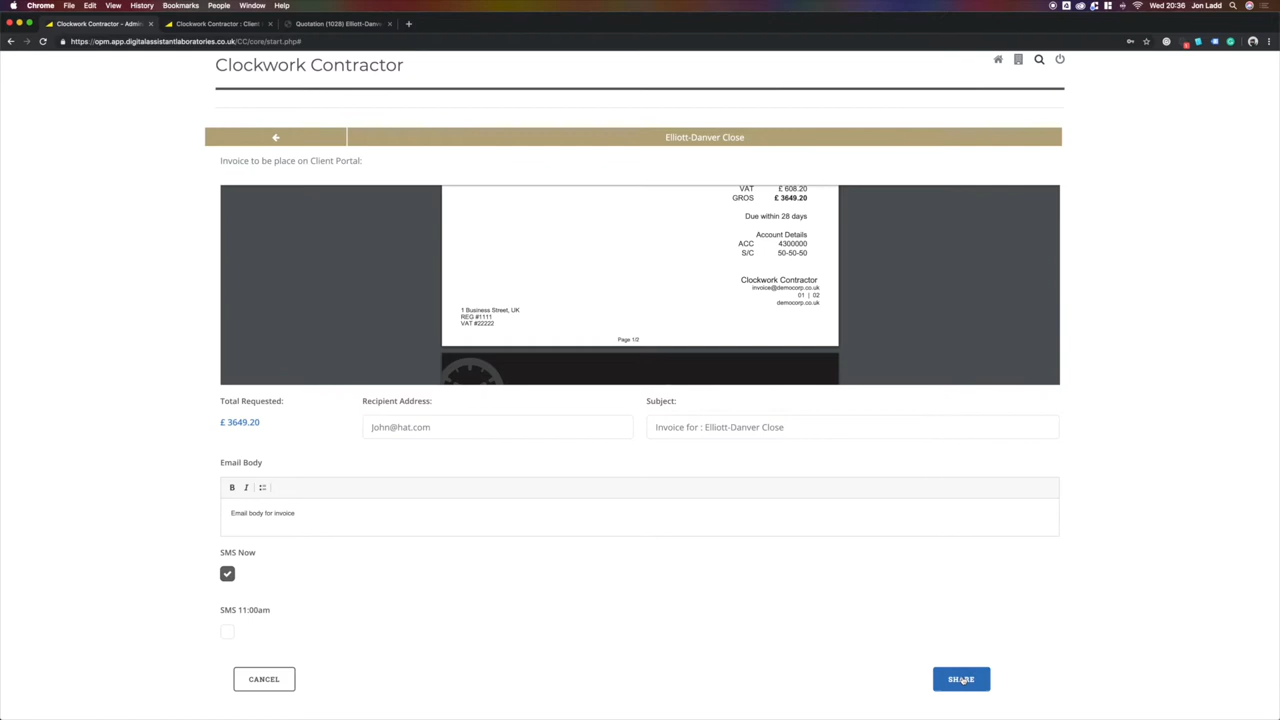 Chrome File Edit View History Bookmarks People Window Help
Wed 20:36 Jon Ladd
Clockwork Contractor – Admi
Clockwork Contractor : Client
Quotation (1028) Elliott-Danv
https://opm.app.digitalassistantlaboratories.co.uk/CC/core/start.php#
Clockwork Contractor
Elliott-Danver Close
Invoice to be place on Client Portal:
VAT £ 608.20
GROS £ 3649.20
Due within 28 days
Account Details
ACC 4300000
S/C 50-50-50
Clockwork Contractor
invoice@democorp.co.uk
01 | 02
democorp.co.uk
1 Business Street, UK
REG #1111
VAT #22222
Page 1/2
Total Requested: Recipient Address: Subject:
£ 3649.20 John@hat.com Invoice for : Elliott-Danver Close
Email Body
B I
Email body for invoice
SMS Now
SMS 11:00am
CANCEL SHARE